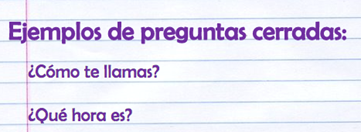 Ejemplos de preguntas cerradas:
¿Cómo te llamas?
¿Qué hora es?